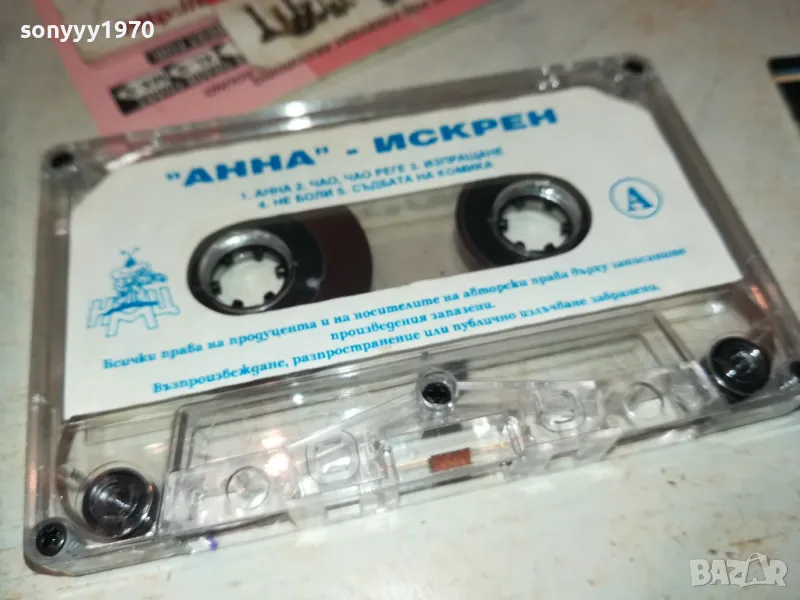 sonyyy1970
"АННА" - ИСКРЕН
1. АННА 2. ЧАО, ЧАО РЕГЕ 3. ИЗПРАЩАНЕ
4. НЕ БОЛИ 5. СЪДБАТА НА КОМИКА
A
Всички права на продуцента и на носителите на авторски права върху записаните
произведения запазени.
Възпроизвеждане, разпространение или публично излъчване забранени.
BAZAR